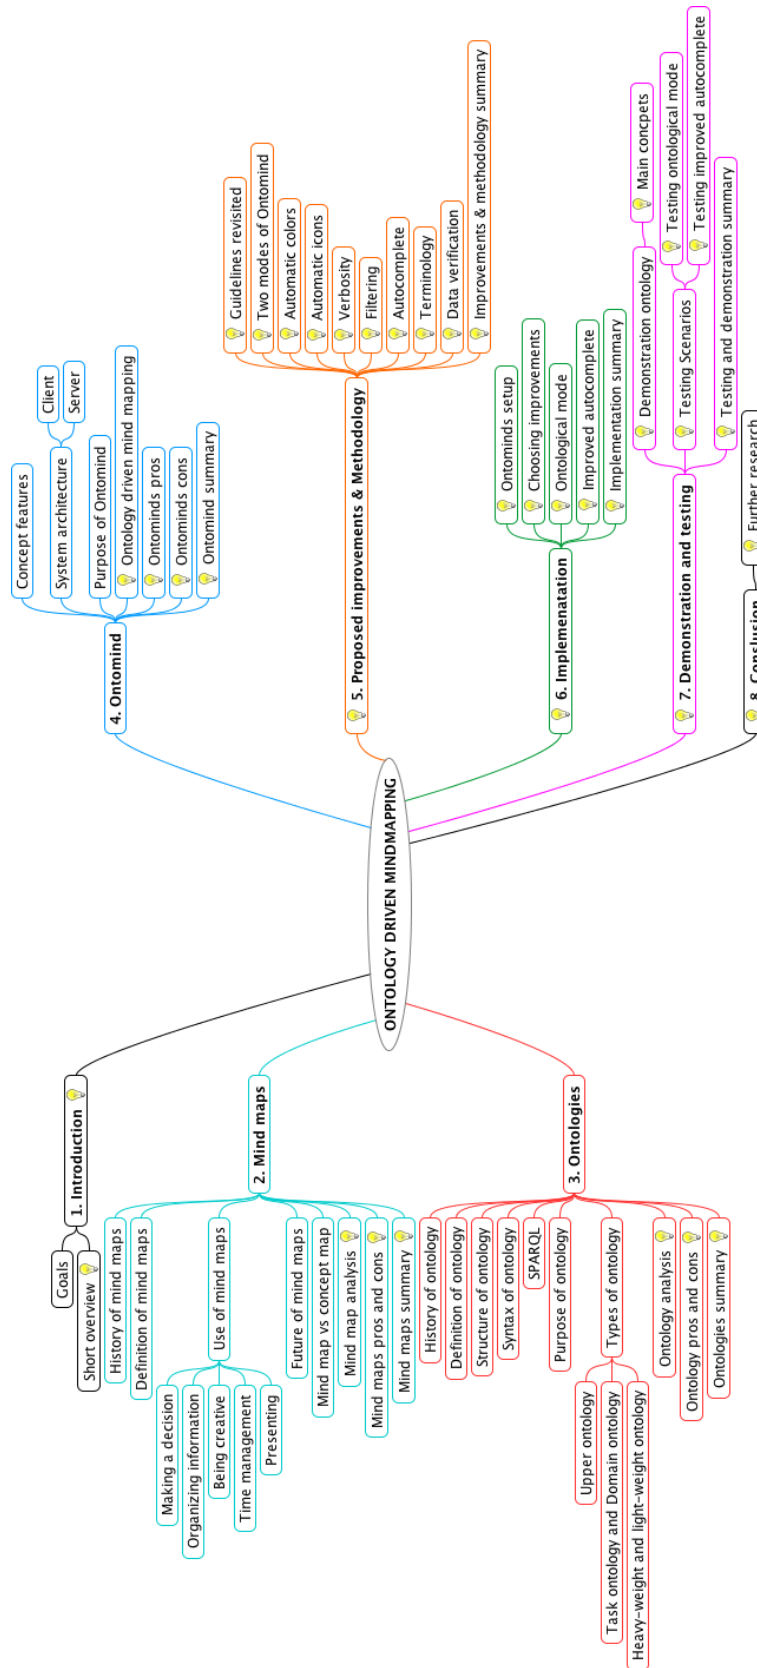 ONTOLOGY DRIVEN MINDMAPPING
1. Introduction
Goals
Short overview
2. Mind maps
History of mind maps
Definition of mind maps
Use of mind maps
Making a decision
Organizing information
Being creative
Time management
Presenting
Future of mind maps
Mind map vs concept map
Mind map analysis
Mind maps pros and cons
Mind maps summary
3. Ontologies
History of ontology
Definition of ontology
Structure of ontology
Syntax of ontology
SPARQL
Purpose of ontology
Types of ontology
Upper ontology
Task ontology and Domain ontology
Heavy-weight and light-weight ontology
Ontology analysis
Ontology pros and cons
Ontologies summary
4. Ontomind
Concept features
System architecture
Client
Server
Purpose of Ontomind
Ontology driven mind mapping
Ontominds pros
Ontominds cons
Ontomind summary
5. Proposed improvements & Methodology
Guidelines revisited
Two modes of Ontomind
Automatic colors
Automatic icons
Verbosity
Filtering
Autocomplete
Terminology
Data verification
Improvements & methodology summary
6. Implemenatation
Ontominds setup
Choosing improvements
Ontological mode
Improved autocomplete
Implementation summary
7. Demonstration and testing
Demonstration ontology
Main concpets
Testing Scenarios
Testing ontological mode
Testing improved autocomplete
Testing and demonstration summary
8. Conslusion
Further research